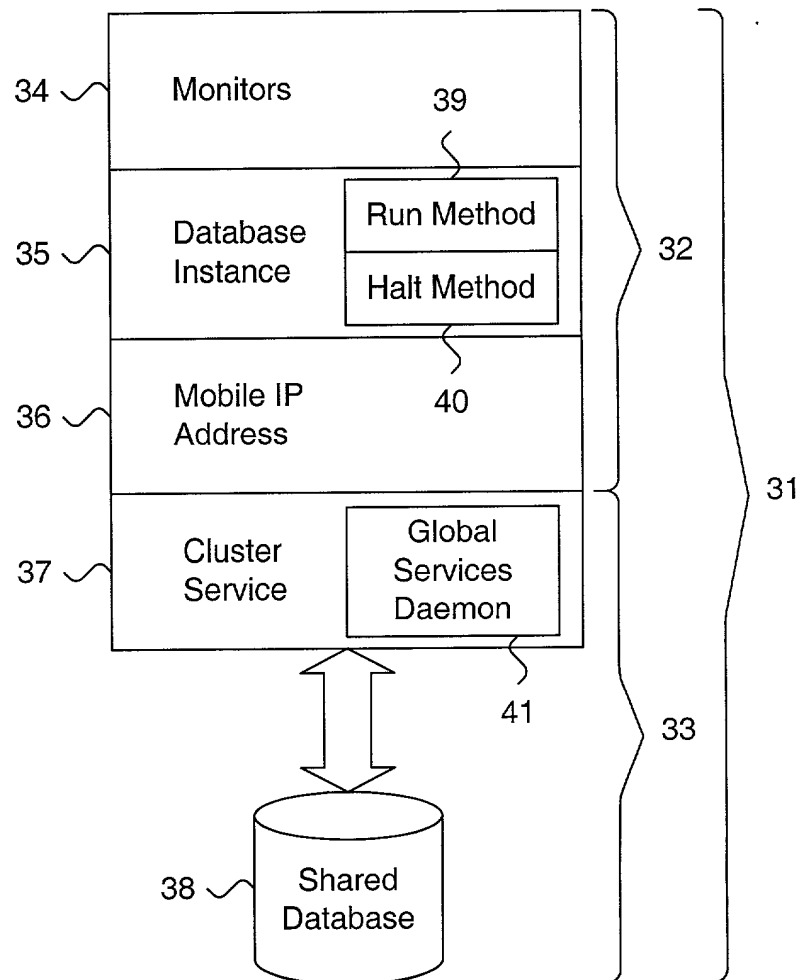 34
Monitors
39
Run Method
35
Database
Instance
32
Halt Method
36
Mobile IP
Address
40
31
37
Cluster
Service
Global
Services
Daemon
41
33
38
Shared
Database